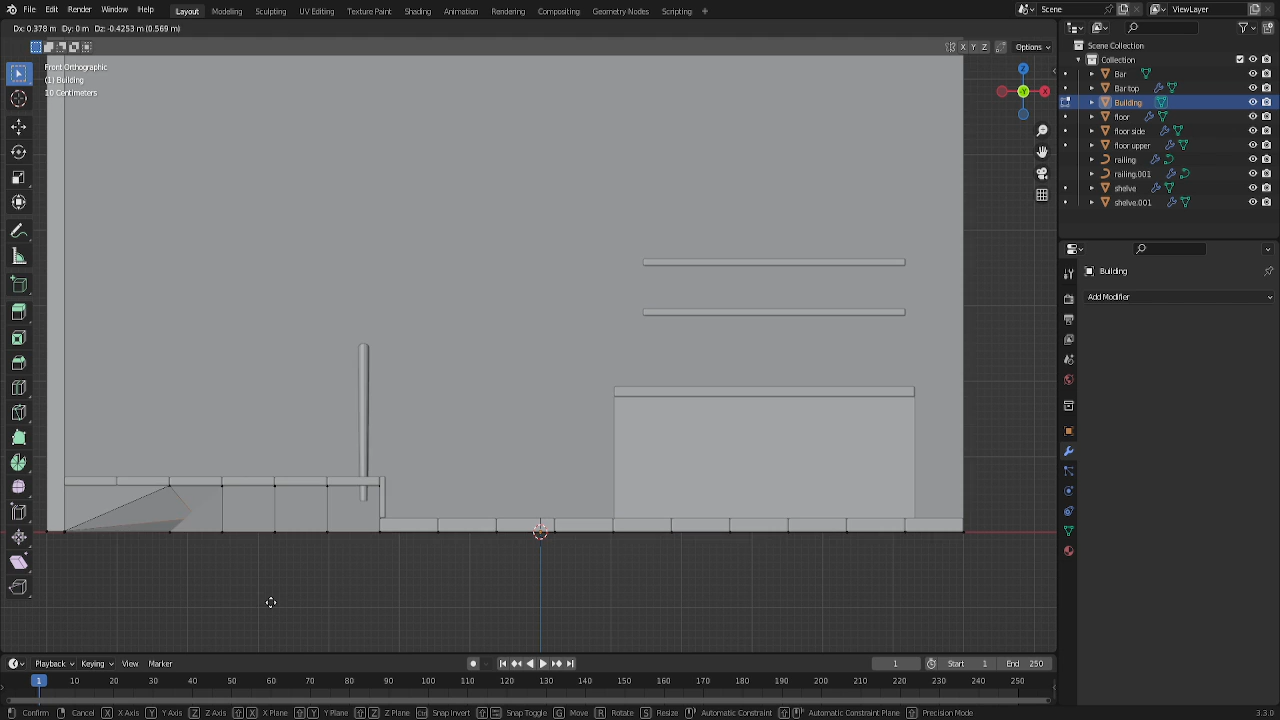 File Edit Render Window Help Layout Modeling Sculpting UV Editing Texture Paint Shading Animation Rendering Compositing Geometry Nodes Scripting + Scene ViewLayer
Dx: 0.378 m Dy: 0 m Dz: -0.4253 m (0.569 m)
X Y Z Options
Front Orthographic
(1) Building
10 Centimeters
Z
-Y
X
Scene Collection
Collection
Bar
Bar top
Building
floor
floor side
floor upper
railing
railing.001
shelve
shelve.001
Building
Add Modifier
Playback Keying View Marker 1 Start 1 End 250
1 10 20 30 40 50 60 70 80 90 100 110 120 130 140 150 160 170 180 190 200 210 220 230 240 250
Confirm Cancel X X-Axis Y Y-Axis Z Z-Axis X X-Plane Y Y-Plane Z Z-Plane Snap Invert Snap Toggle G Move R Rotate S Resize Automatic Constraint Automatic Constraint Plane Precision Mode 3.3.0